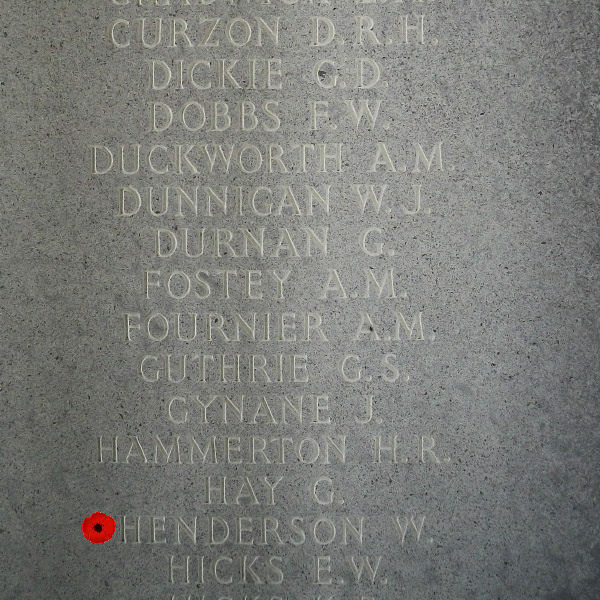 CURZON D.R.H.
DICKIE G.D.
DOBBS F.W.
DUCKWORTH A.M.
DUNNIGAN W.J.
DURNAN G.
FOSTEY A.M.
FOURNIER A.M.
GUTHRIE G.S.
GYNANE J.
HAMMERTON H.R.
HAY G.
HENDERSON W.
HICKS E.W.